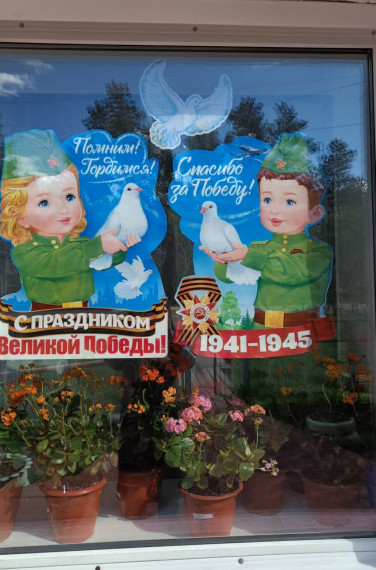 Помним!
Гордимся!
С ПРАЗДНИКОМ
Великой Победы!
Спасибо
за Победу!
1941-1945